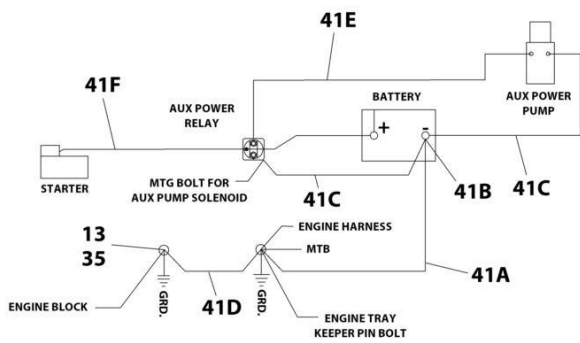 41E
41F
AUX POWER
RELAY
BATTERY
AUX POWER
PUMP
+
-
STARTER
MTG BOLT FOR
AUX PUMP SOLENOID
41C
41B
41C
13
35
ENGINE HARNESS
MTB
41A
ENGINE BLOCK
GRD.
41D
GRD.
ENGINE TRAY
KEEPER PIN BOLT